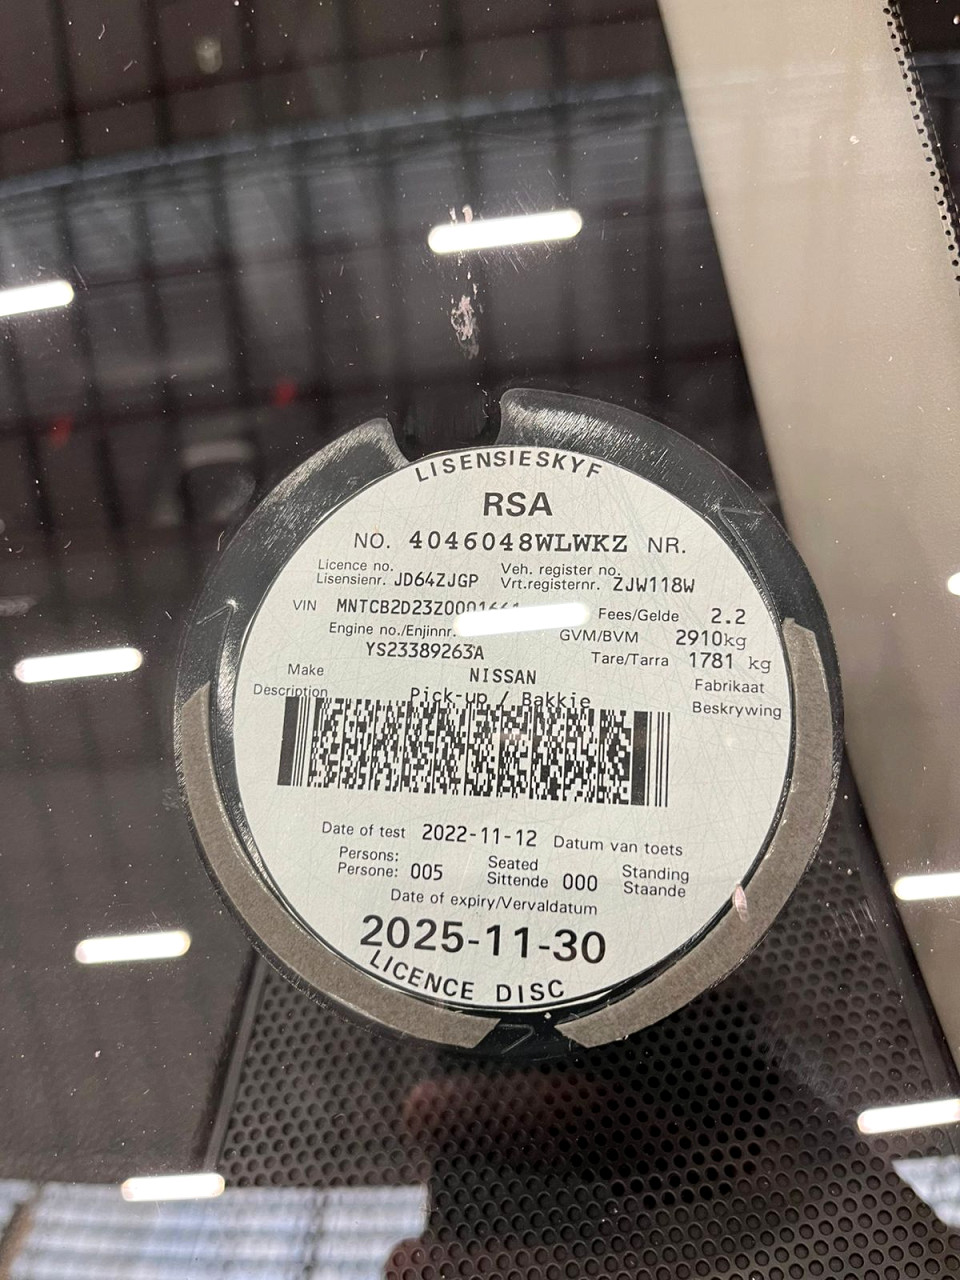 LISENSIESKYF
RSA
NO. 4046048WLWKZ NR.
Licence no. Veh. register no.
Lisensienr. JD64ZJGP Vrt.registernr. ZJW118W
VIN Fees/Gelde 2.2
Engine no./Enjinnr. GVM/BVM 2910kg
YS23389263A Tare/Tarra 1781 kg
Make NISSAN Fabrikaat
Description Pick-up / Bakkie Beskrywing
Date of test 2022-11-12 Datum van toets
Persons: Seated Standing
Persone: 005 Sittende 000 Staande
Date of expiry/Vervaldatum
2025-11-30
LICENCE DISC